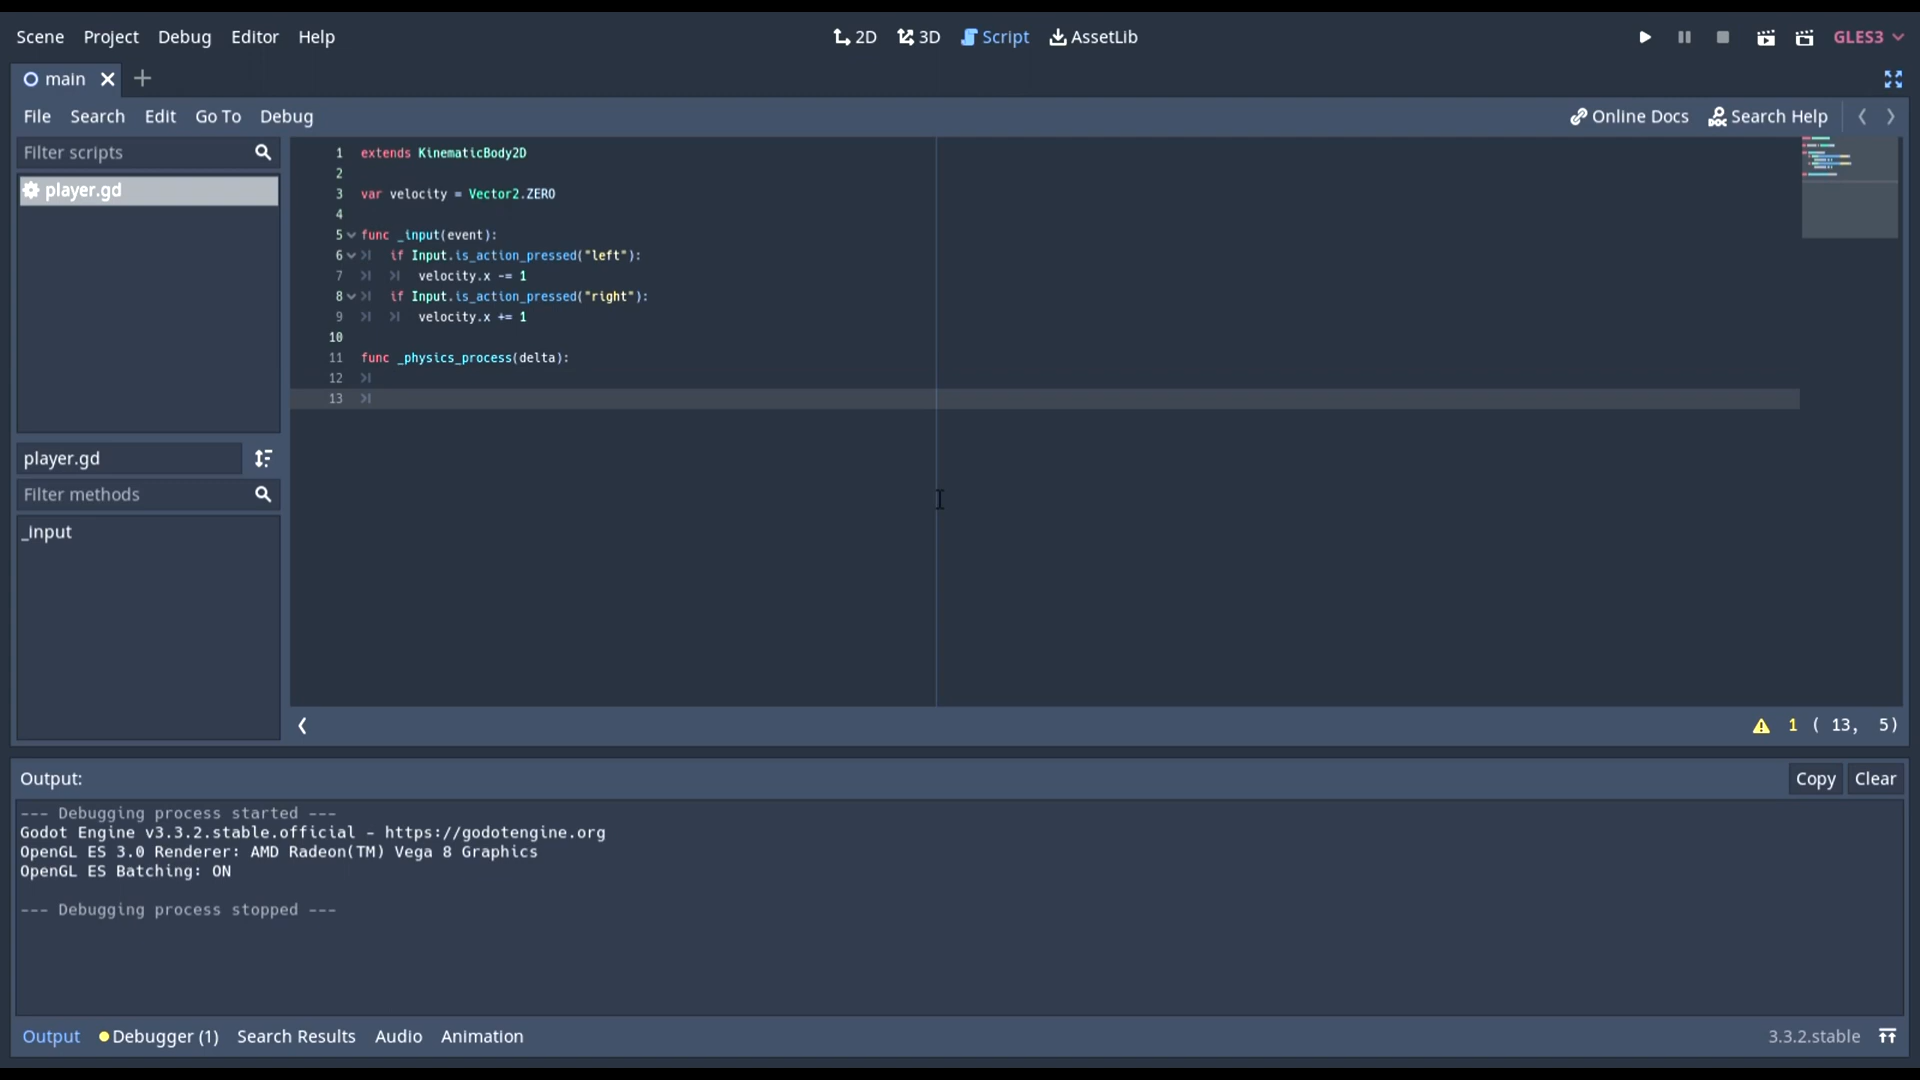 Scene Project Debug Editor Help 2D 3D Script AssetLib GLES3
main
File Search Edit Go To Debug Online Docs Search Help
Filter scripts
player.gd
1 extends KinematicBody2D
2
3 var velocity = Vector2.ZERO
4
5 func _input(event):
6 if Input.is_action_pressed("left"):
7 velocity.x -= 1
8 if Input.is_action_pressed("right"):
9 velocity.x += 1
10
11 func _physics_process(delta):
12
13
player.gd
Filter methods
_input
1 ( 13, 5)
Output: Copy Clear
--- Debugging process started ---
Godot Engine v3.3.2.stable.official - https://godotengine.org
OpenGL ES 3.0 Renderer: AMD Radeon(TM) Vega 8 Graphics
OpenGL ES Batching: ON
--- Debugging process stopped ---
Output Debugger (1) Search Results Audio Animation 3.3.2.stable